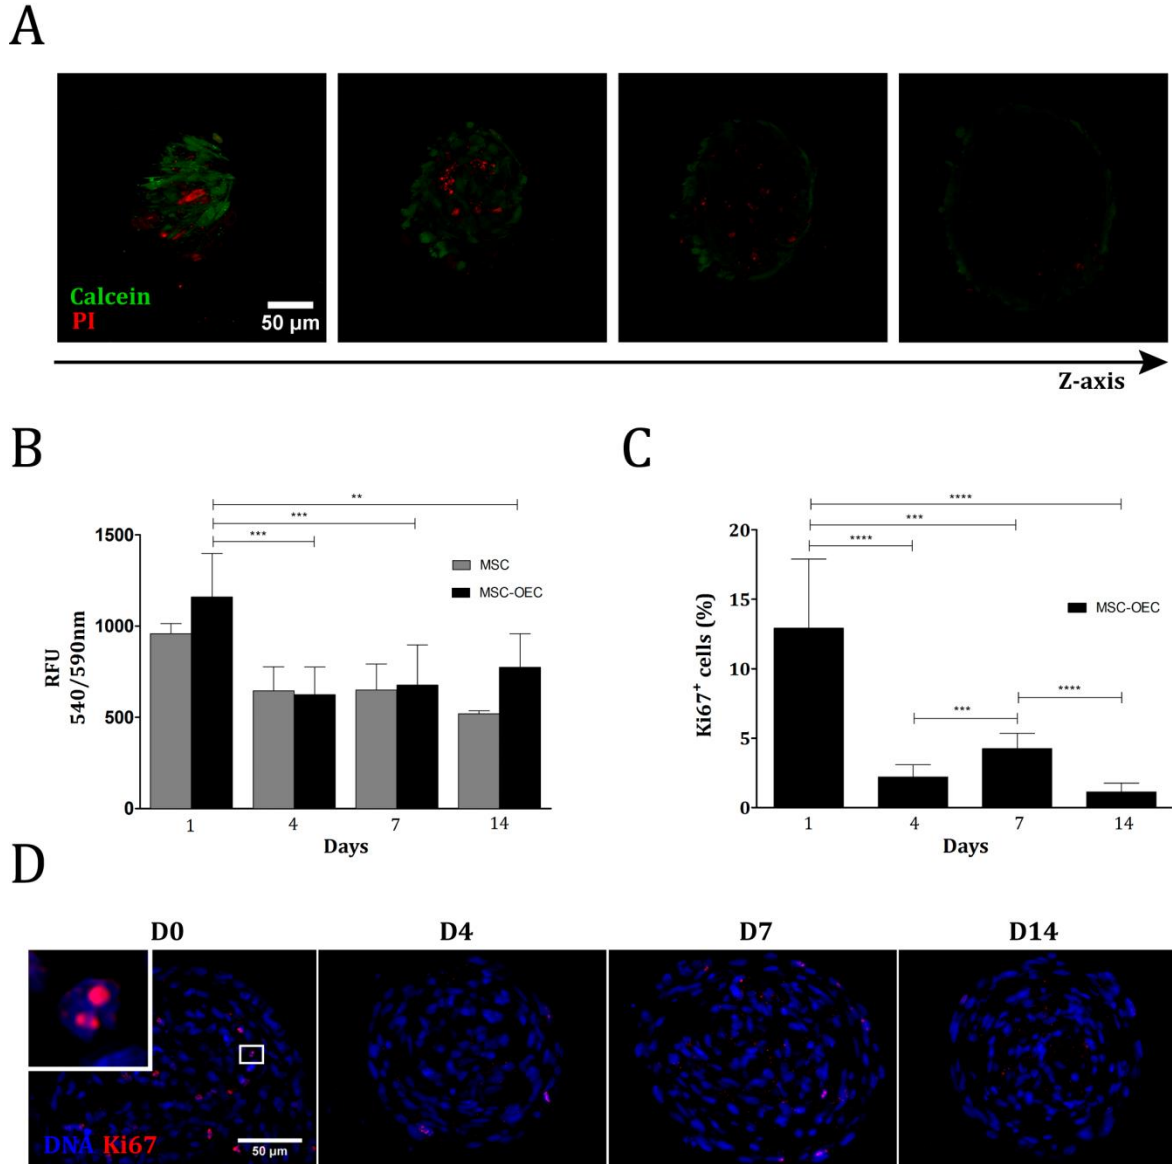 A
Calcein
PI
50 µm
Z-axis
B
**
***
***
1500
1000
500
0
RFU
540/590nm
MSC
MSC-OEC
1
4
7
14
Days
C
****
***
****
****
***
20
15
10
5
0
Ki67⁺ cells (%)
MSC-OEC
1
4
7
14
Days
D
D0
D4
D7
D14
DNA Ki67
50 µm